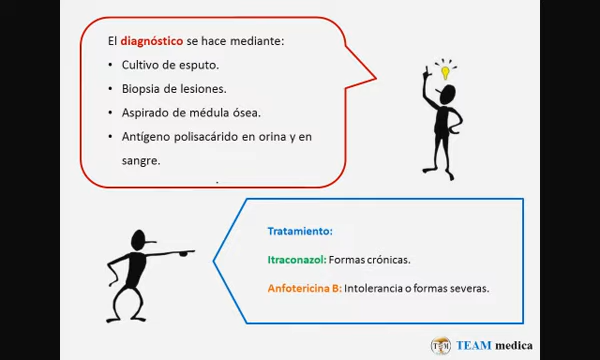 El diagnóstico se hace mediante:
• Cultivo de esputo.
• Biopsia de lesiones.
• Aspirado de médula ósea.
• Antígeno polisacárido en orina y en
sangre.
Tratamiento:
Itraconazol: Formas crónicas.
Anfotericina B: Intolerancia o formas severas.
TEAM medica